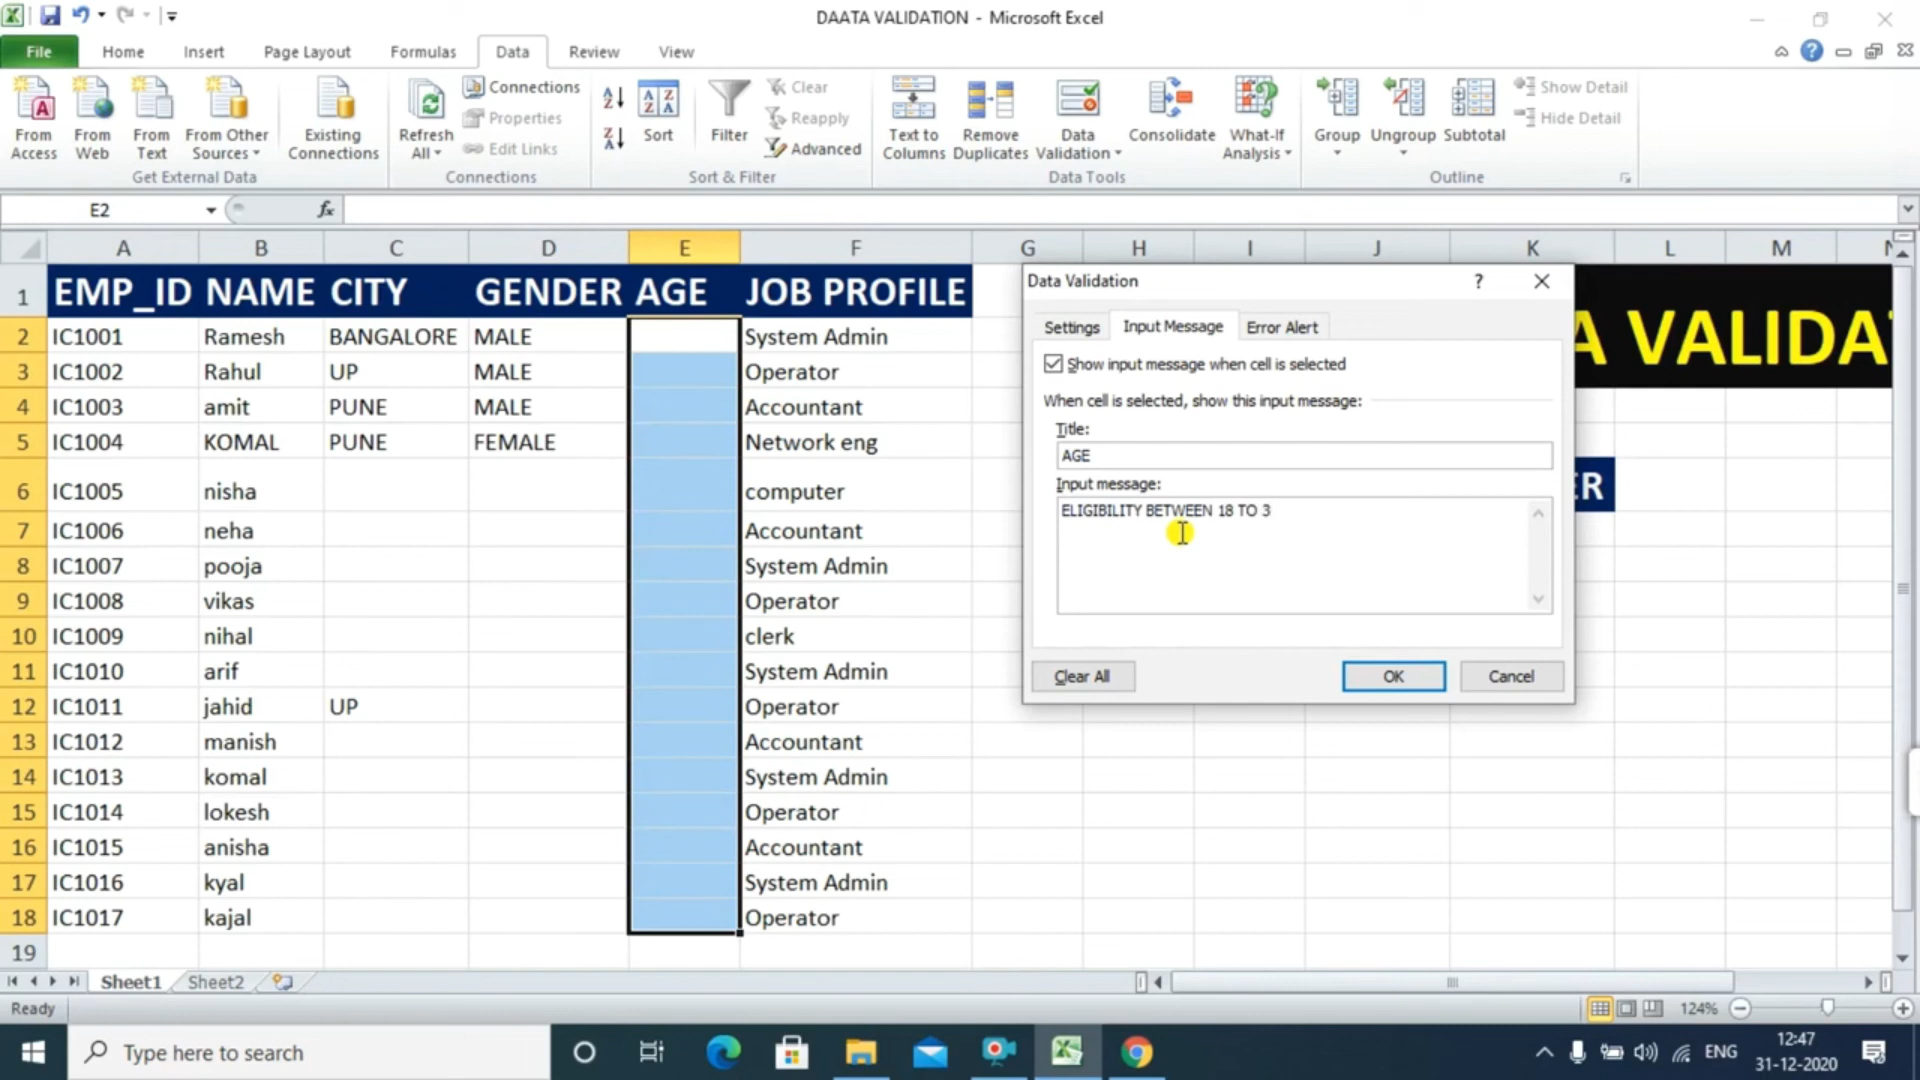 DAATA VALIDATION - Microsoft Excel
File Home Insert Page Layout Formulas Data Review View
From Access
From Web
From Text
From Other Sources
Existing Connections
Refresh All
Connections
Properties
Edit Links
Sort
Filter
Clear
Reapply
Advanced
Text to Columns
Remove Duplicates
Data Validation
Consolidate
What-If Analysis
Group
Ungroup
Subtotal
Show Detail
Hide Detail
Get External Data Connections Sort & Filter Data Tools Outline
E2 fx
A B C D E F G H I J K L M
1 EMP_ID NAME CITY GENDER AGE JOB PROFILE
2 IC1001 Ramesh BANGALORE MALE System Admin
3 IC1002 Rahul UP MALE Operator
4 IC1003 amit PUNE MALE Accountant
5 IC1004 KOMAL PUNE FEMALE Network eng
6 IC1005 nisha computer
7 IC1006 neha Accountant
8 IC1007 pooja System Admin
9 IC1008 vikas Operator
10 IC1009 nihal clerk
11 IC1010 arif System Admin
12 IC1011 jahid UP Operator
13 IC1012 manish Accountant
14 IC1013 komal System Admin
15 IC1014 lokesh Operator
16 IC1015 anisha Accountant
17 IC1016 kyal System Admin
18 IC1017 kajal Operator
19
A VALIDA
ER
Data Validation
Settings Input Message Error Alert
Show input message when cell is selected
When cell is selected, show this input message:
Title:
AGE
Input message:
ELIGIBILITY BETWEEN 18 TO 3
Clear All OK Cancel
Sheet1 Sheet2
Ready 124%
Type here to search
ENG
12:47
31-12-2020